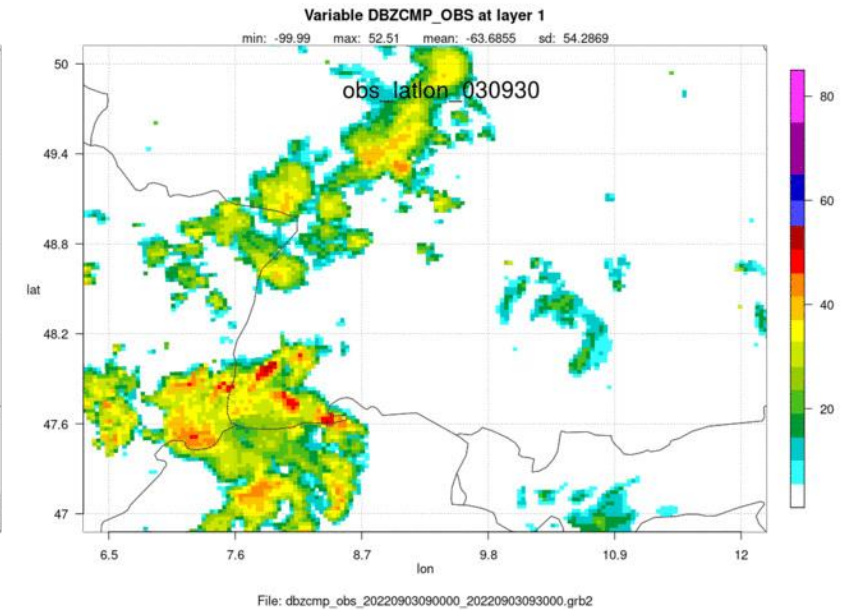 Variable DBZCMP_OBS at layer 1
min: -99.99 max: 52.51 mean: -63.6855 sd: 54.2869
obs_latlon_030930
50
49.4
48.8
48.2
47.6
47
lat
6.5 7.6 8.7 9.8 10.9 12
lon
80
60
40
20
File: dbzcmp_obs_20220903090000_20220903093000.grb2